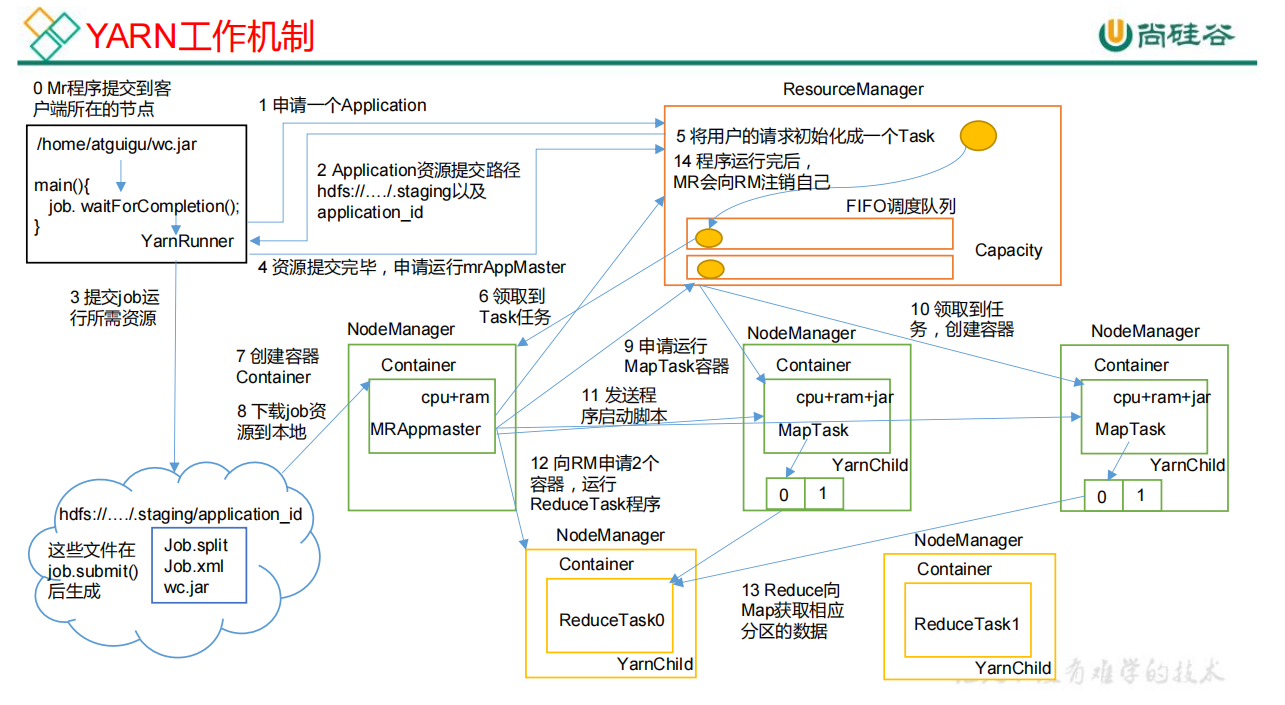 YARN工作机制
尚硅谷
0 Mr程序提交到客
户端所在的节点
/home/atguigu/wc.jar
main(){
job. waitForCompletion();
}
YarnRunner
1 申请一个Application
2 Application资源提交路径
hdfs://…./.staging以及
application_id
4 资源提交完毕，申请运行mrAppMaster
3 提交job运
行所需资源
ResourceManager
5 将用户的请求初始化成一个Task
14 程序运行完后，
MR会向RM注销自己
FIFO调度队列
Capacity
6 领取到
Task任务
NodeManager
Container
cpu+ram
MRAppmaster
7 创建容器
Container
8 下载job资
源到本地
9 申请运行
MapTask容器
10 领取到任
务，创建容器
11 发送程
序启动脚本
NodeManager
Container
cpu+ram+jar
MapTask
YarnChild
0 1
NodeManager
Container
cpu+ram+jar
MapTask
YarnChild
0 1
12 向RM申请2个
容器，运行
ReduceTask程序
hdfs://…./.staging/application_id
这些文件在
job.submit()
后生成
Job.split
Job.xml
wc.jar
NodeManager
Container
ReduceTask0
YarnChild
13 Reduce向
Map获取相应
分区的数据
NodeManager
Container
ReduceTask1
YarnChild
有难学的技术